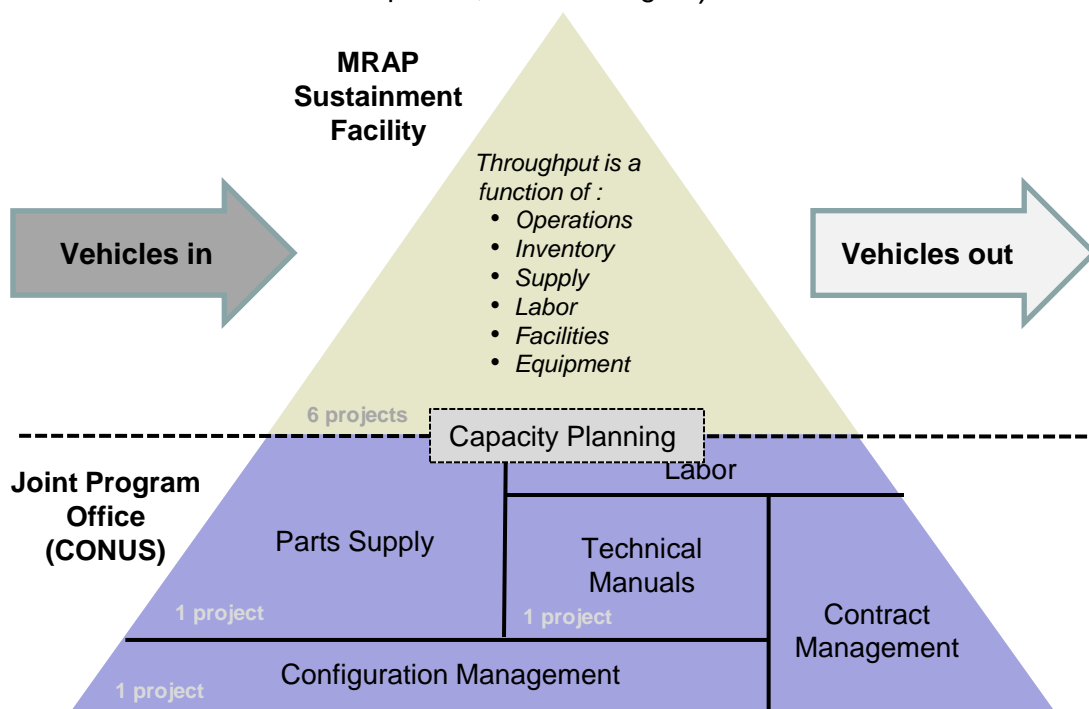 MRAP
Sustainment
Facility
Throughput is a
function of :
• Operations
• Inventory
• Supply
• Labor
• Facilities
• Equipment
Vehicles in
Vehicles out
6 projects
Capacity Planning
Labor
Joint Program
Office
(CONUS)
Parts Supply
Technical
Manuals
1 project
1 project
Contract
Management
Configuration Management
1 project